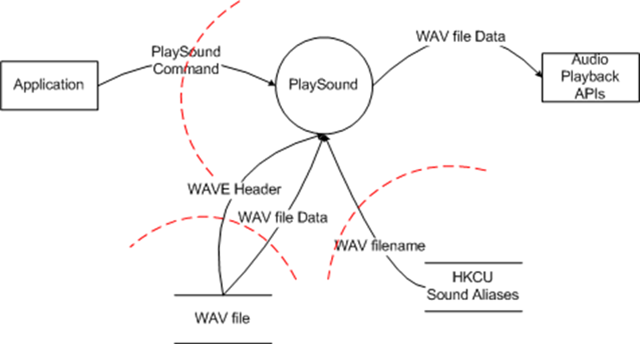 PlaySound
Command
Application
PlaySound
WAV file Data
Audio
Playback
APIs
WAVE Header
WAV file Data
WAV filename
HKCU
Sound Aliases
WAV file